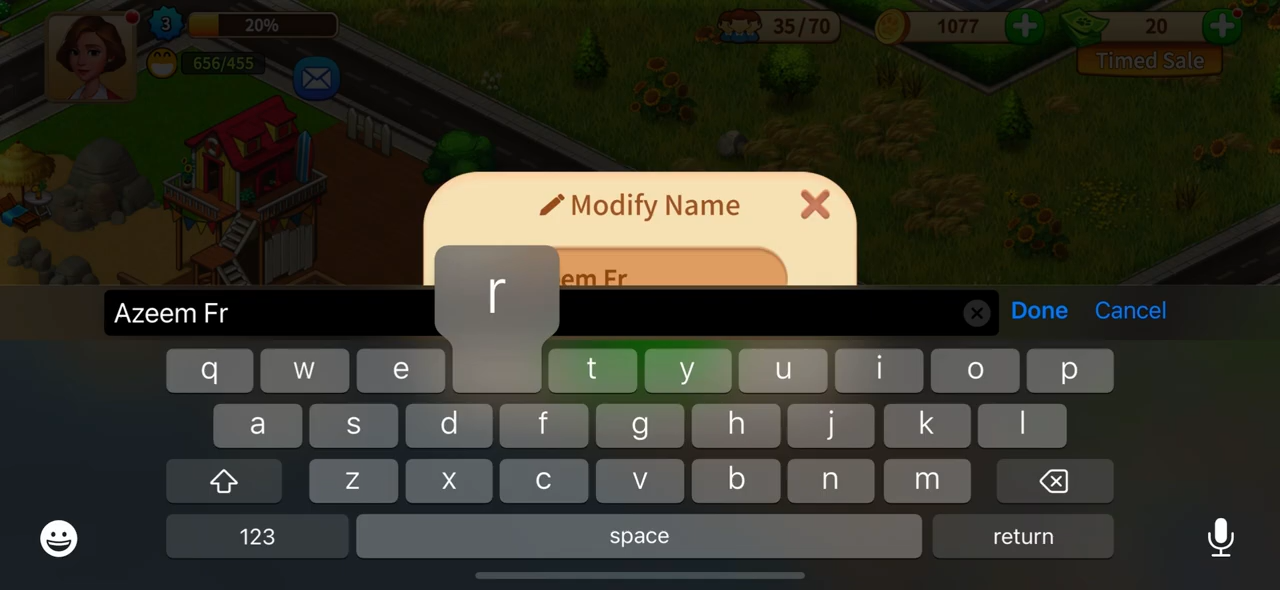 3 20% 35/70 1077 20
656/455 Timed Sale
Modify Name
em Fr
Azeem Fr Done Cancel
r
q w e t y u i o p
a s d f g h j k l
z x c v b n m
123 space return